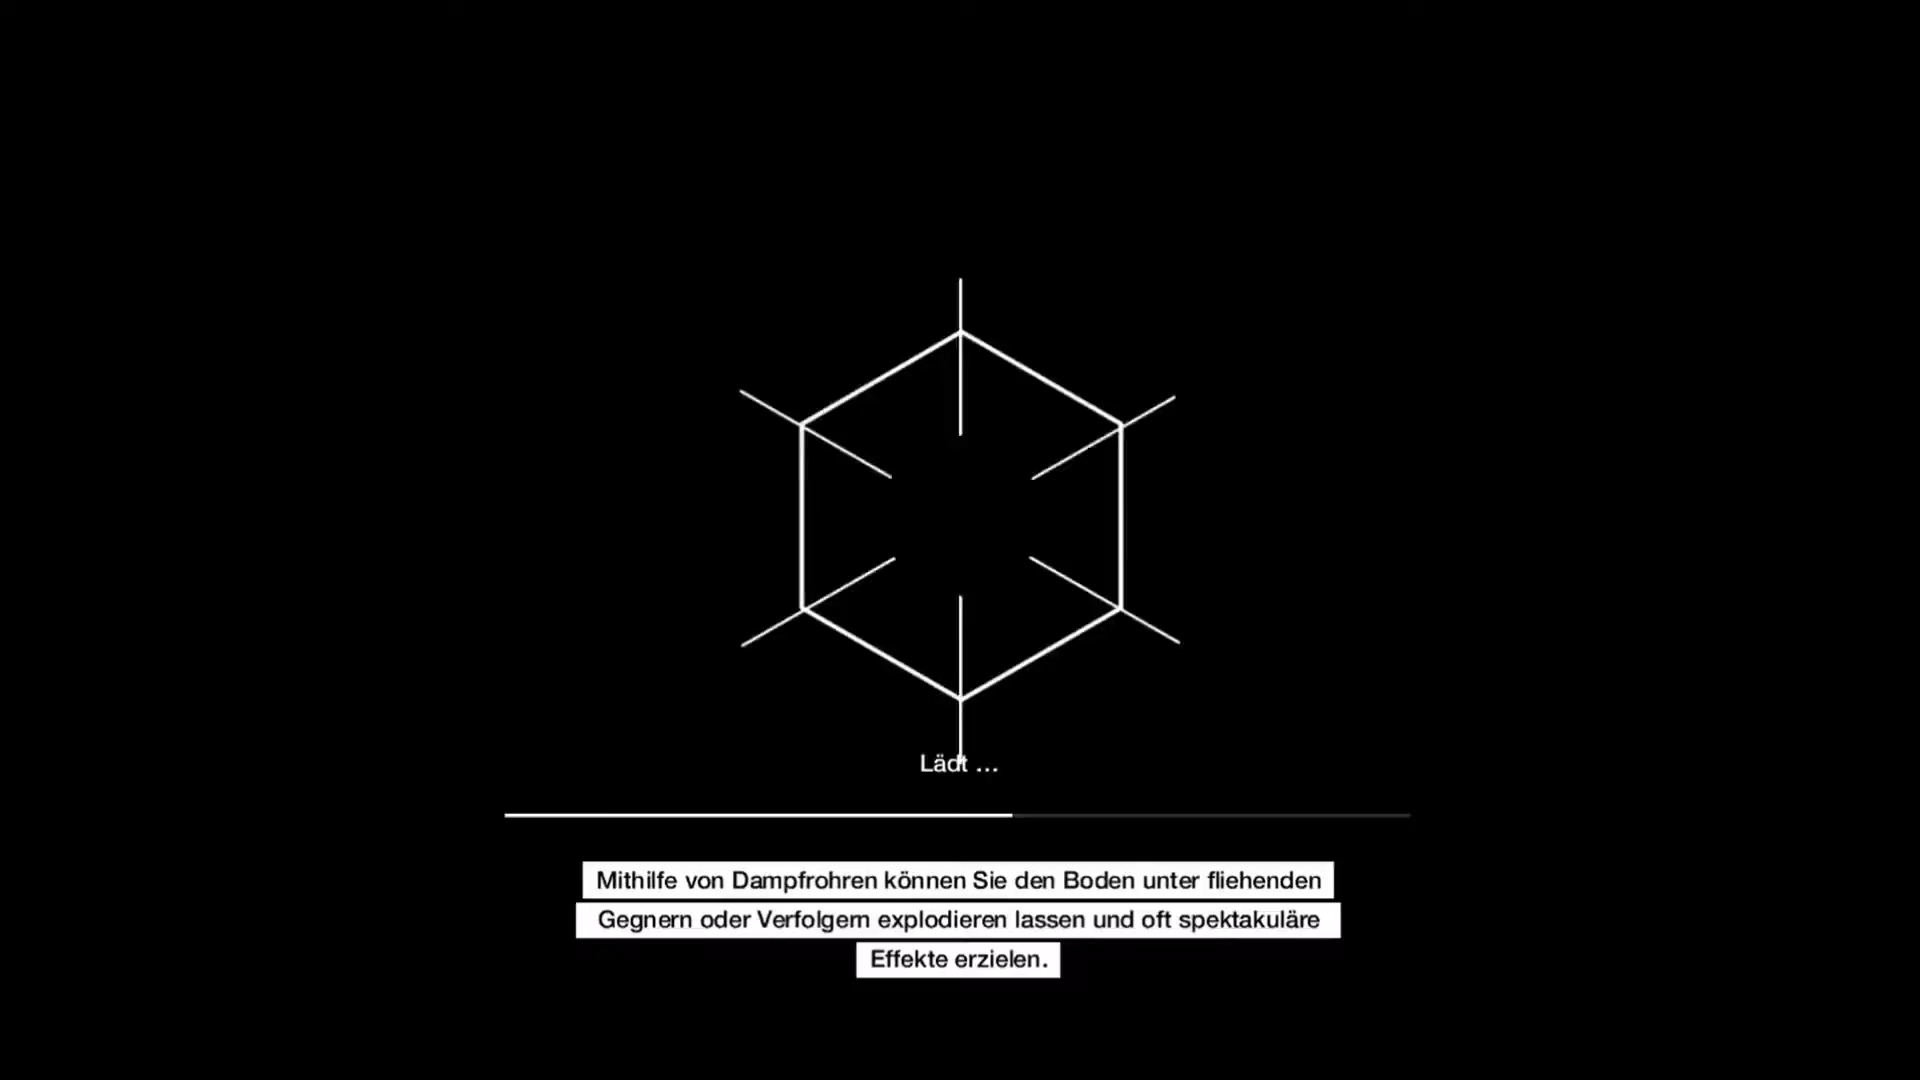 Lädt ...
Mithilfe von Dampfrohren können Sie den Boden unter fliehenden
Gegnern oder Verfolgern explodieren lassen und oft spektakuläre
Effekte erzielen.